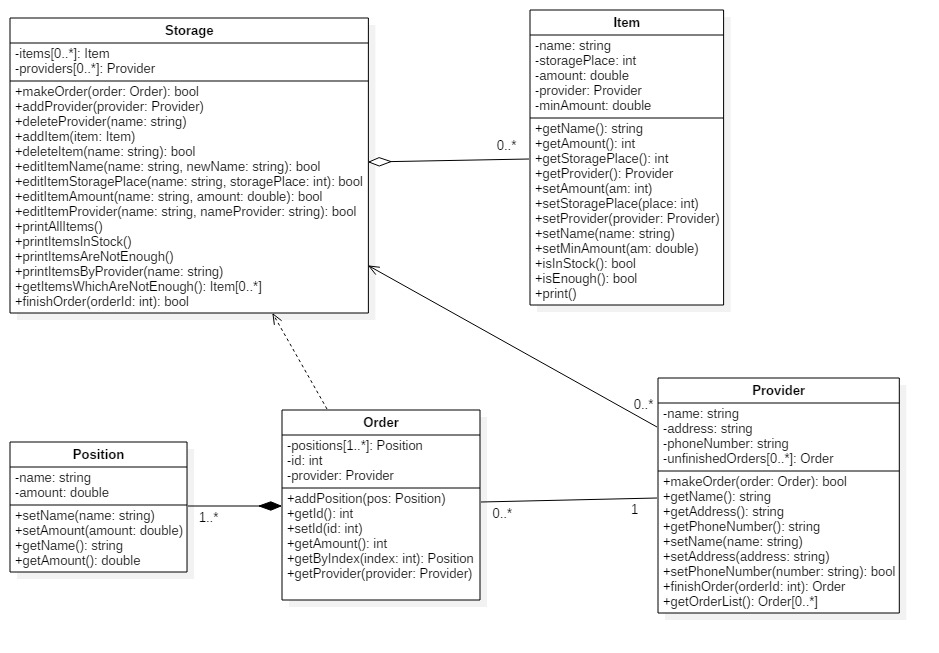 Storage
-items[0..*]: Item
-providers[0..*]: Provider
+makeOrder(order: Order): bool
+addProvider(provider: Provider)
+deleteProvider(name: string)
+addItem(item: Item)
+deleteItem(name: string): bool
+editItemName(name: string, newName: string): bool
+editItemStoragePlace(name: string, storagePlace: int): bool
+editItemAmount(name: string, amount: double): bool
+editItemProvider(name: string, nameProvider: string): bool
+printAllItems()
+printItemsInStock()
+printItemsAreNotEnough()
+printItemsByProvider(name: string)
+getItemsWhichAreNotEnough(): Item[0..*]
+finishOrder(orderId: int): bool
0..*
Item
-name: string
-storagePlace: int
-amount: double
-provider: Provider
-minAmount: double
+getName(): string
+getAmount(): int
+getStoragePlace(): int
+getProvider(): Provider
+setAmount(am: int)
+setStoragePlace(place: int)
+setProvider(provider: Provider)
+setName(name: string)
+setMinAmount(am: double)
+isInStock(): bool
+isEnough(): bool
+print()
Position
-name: string
-amount: double
+setName(name: string)
+setAmount(amount: double)
+getName(): string
+getAmount(): double
1..*
Order
-positions[1..*]: Position
-id: int
-provider: Provider
+addPosition(pos: Position)
+getId(): int
+setId(id: int)
+getAmount(): int
+getByIndex(index: int): Position
+getProvider(provider: Provider)
0..*
1
0..*
Provider
-name: string
-address: string
-phoneNumber: string
-unfinishedOrders[0..*]: Order
+makeOrder(order: Order): bool
+getName(): string
+getAddress(): string
+getPhoneNumber(): string
+setName(name: string)
+setAddress(address: string)
+setPhoneNumber(number: string): bool
+finishOrder(orderId: int): Order
+getOrderList(): Order[0..*]